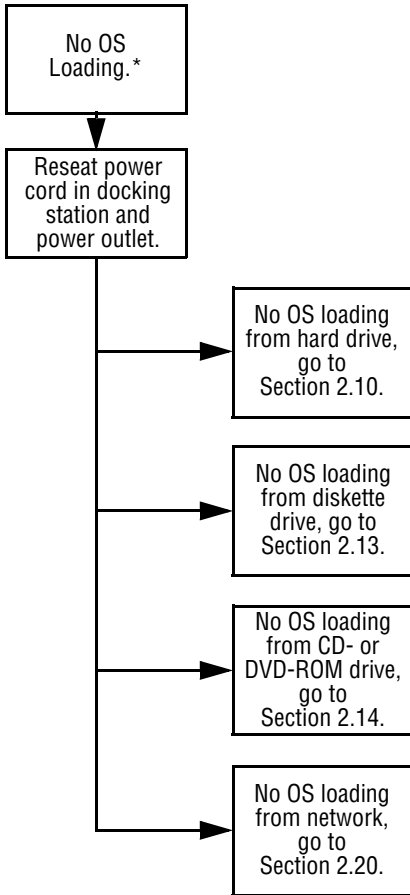 No OS
Loading.*
Reseat power
cord in docking
station and
power outlet.
No OS loading
from hard drive,
go to
Section 2.10.
No OS loading
from diskette
drive, go to
Section 2.13.
No OS loading
from CD- or
DVD-ROM drive,
go to
Section 2.14.
No OS loading
from network,
go to
Section 2.20.